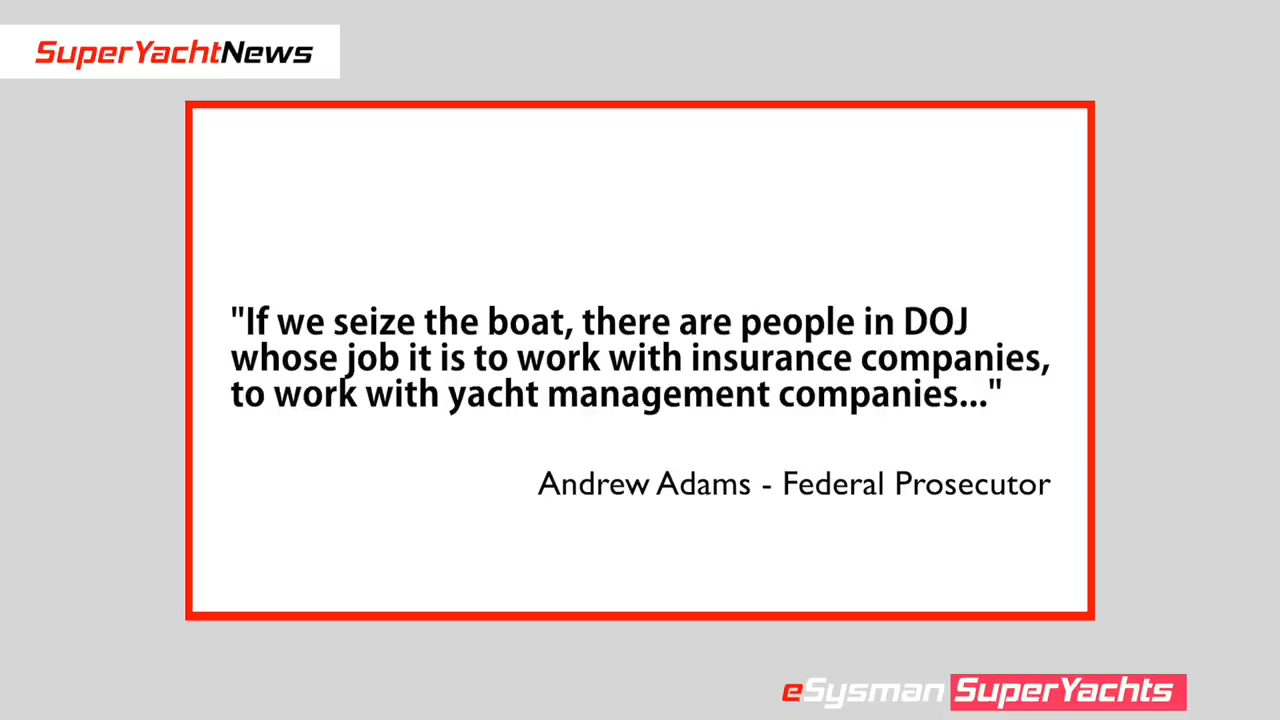 SuperYachtNews
"If we seize the boat, there are people in DOJ
whose job it is to work with insurance companies,
to work with yacht management companies..."
Andrew Adams - Federal Prosecutor
eSysman SuperYachts